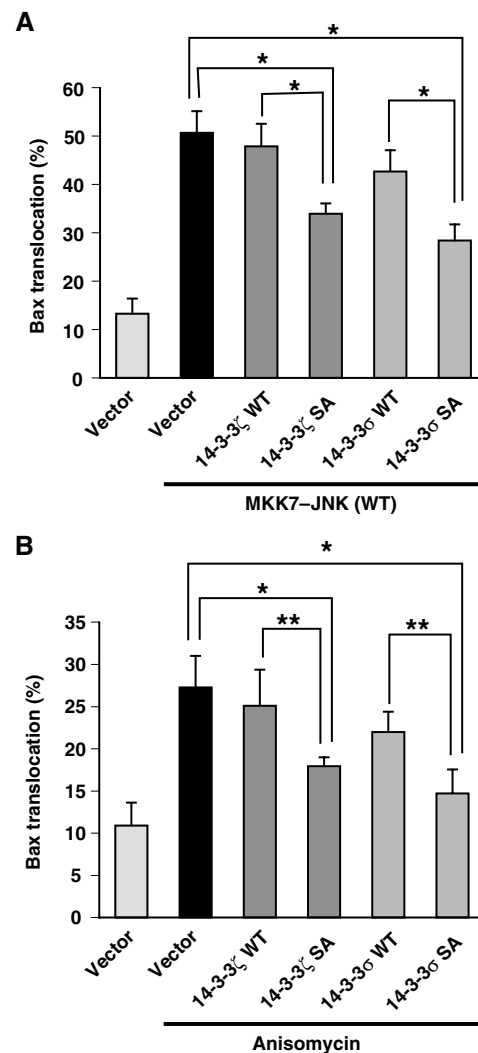 A
*
*
*
*
60
50
40
30
20
10
0
Bax translocation (%)
Vector
Vector
14-3-3ζ WT
14-3-3ζ SA
14-3-3σ WT
14-3-3σ SA
MKK7–JNK (WT)
B
*
*
**
**
35
30
25
20
15
10
5
0
Bax translocation (%)
Vector
Vector
14-3-3ζ WT
14-3-3ζ SA
14-3-3σ WT
14-3-3σ SA
Anisomycin